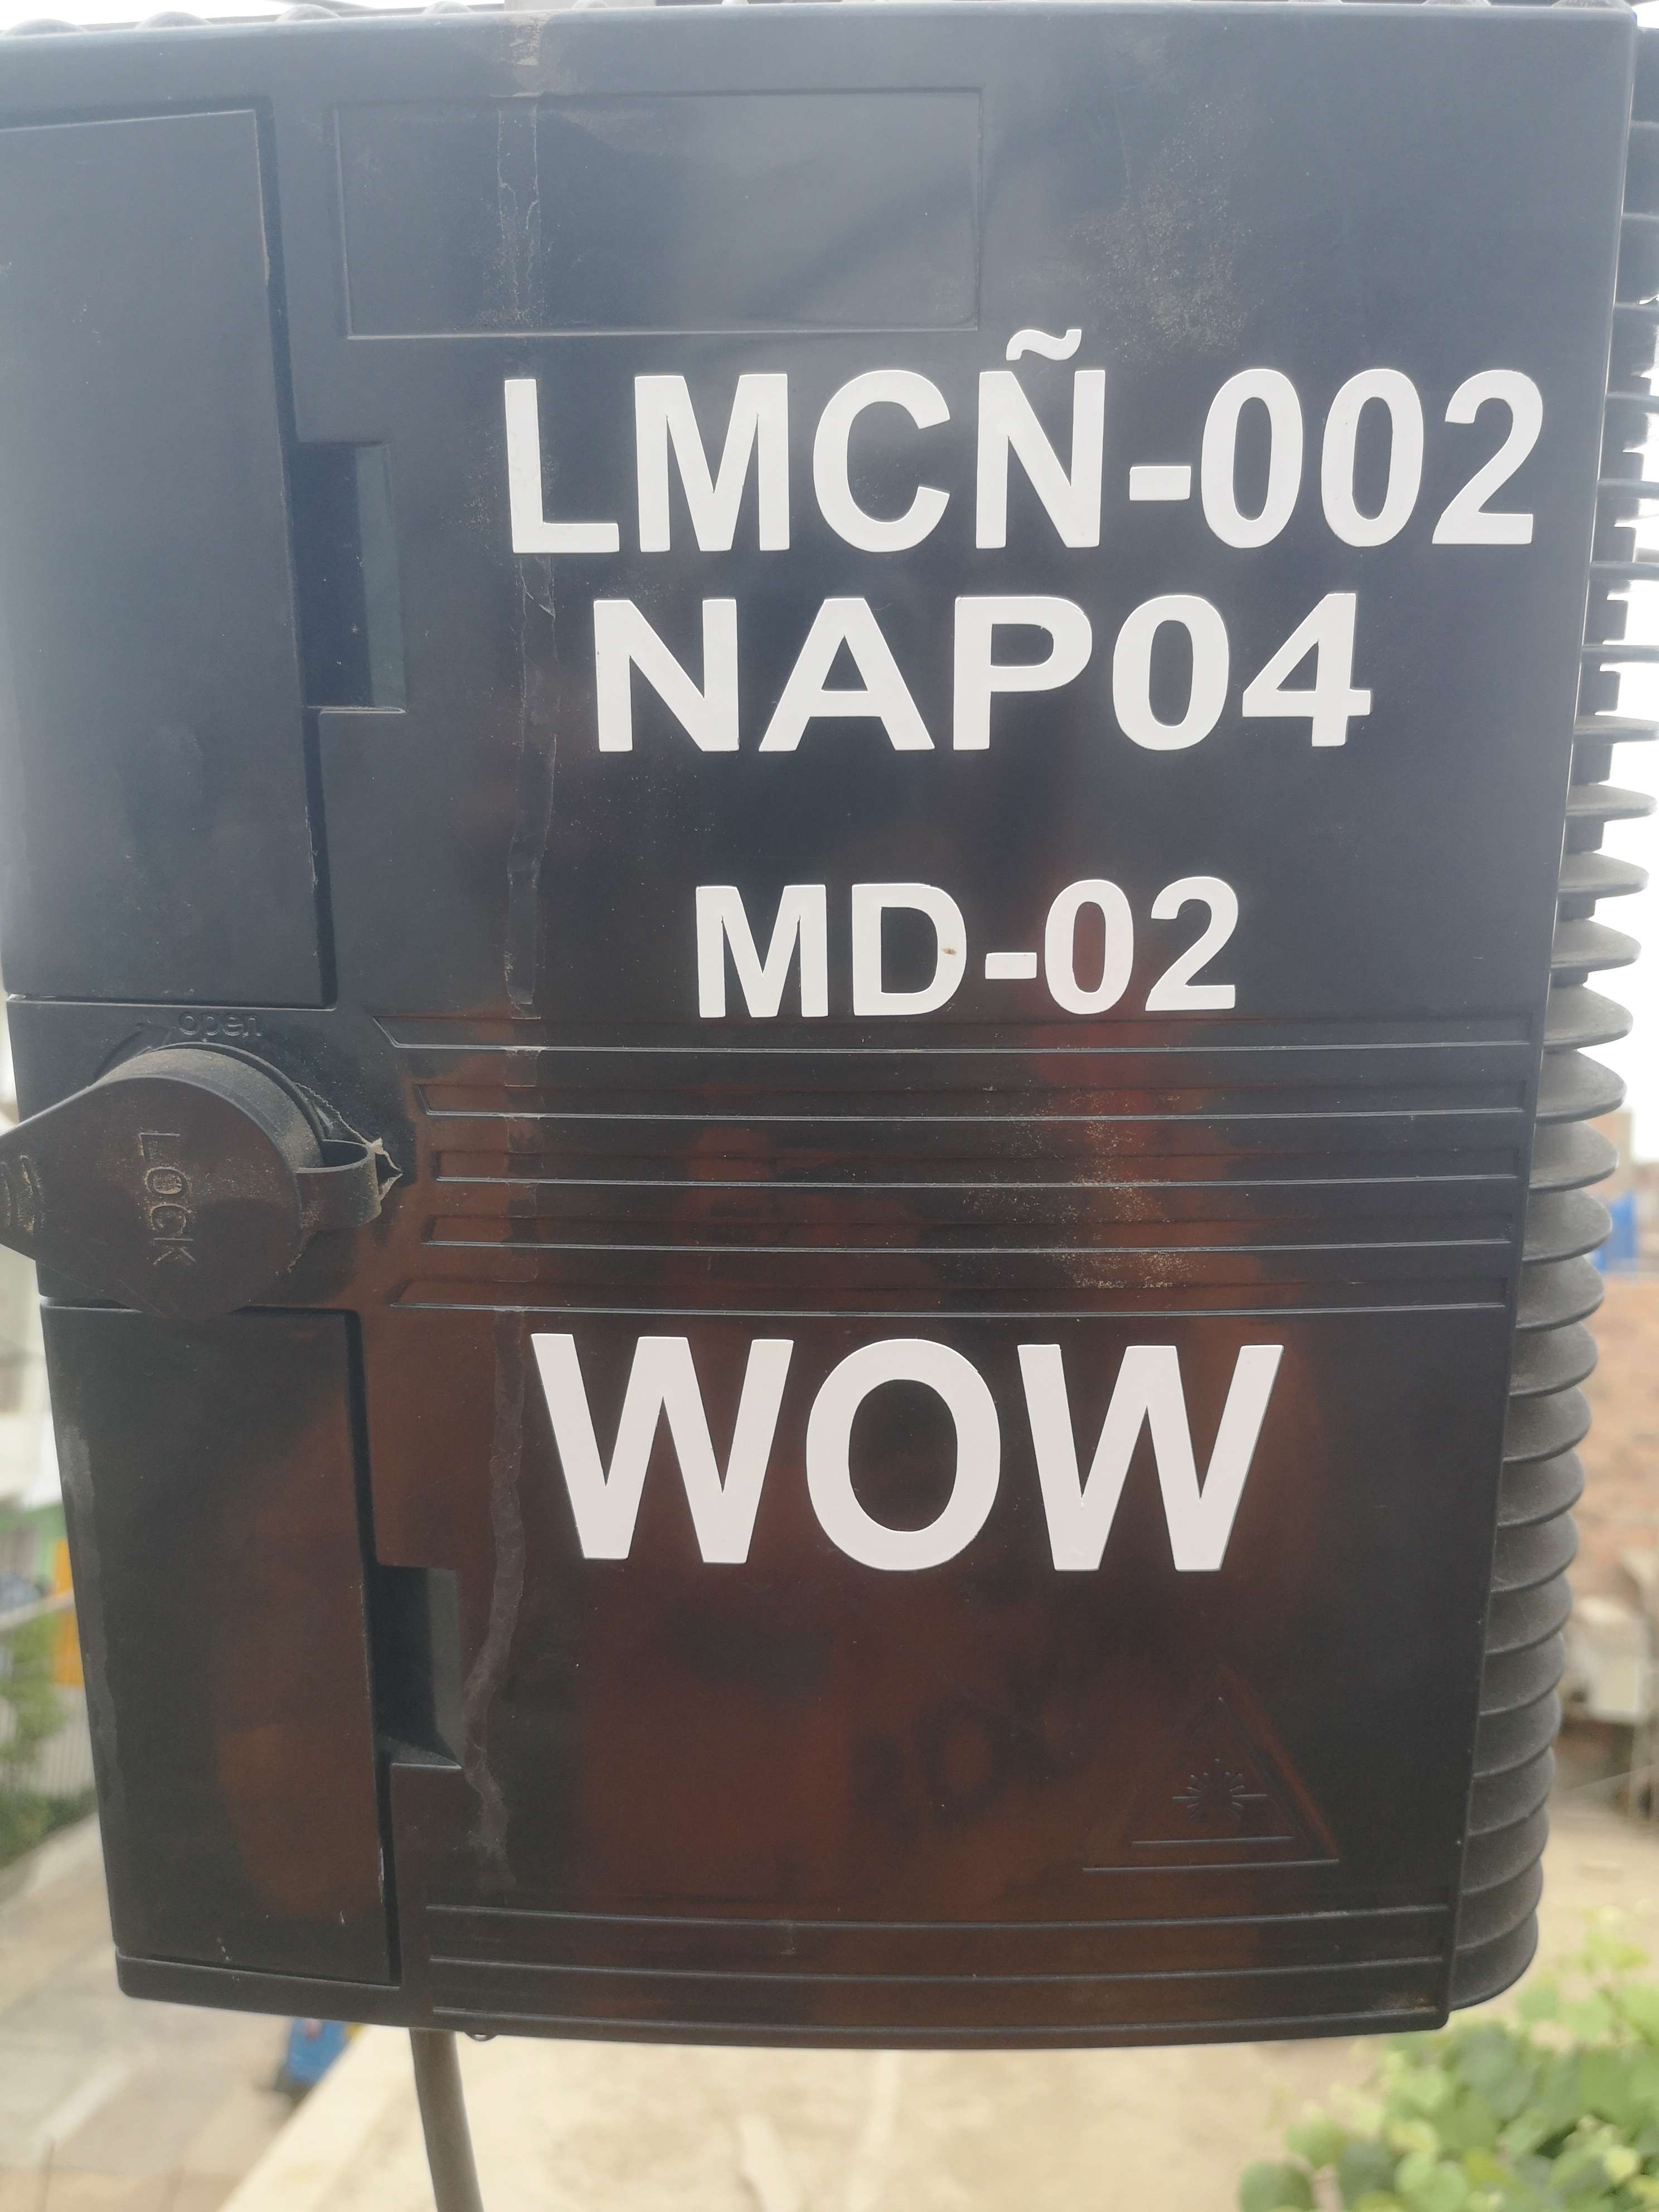 LMCÑ-002
NAP04
MD-02
open
LOCK
WOW